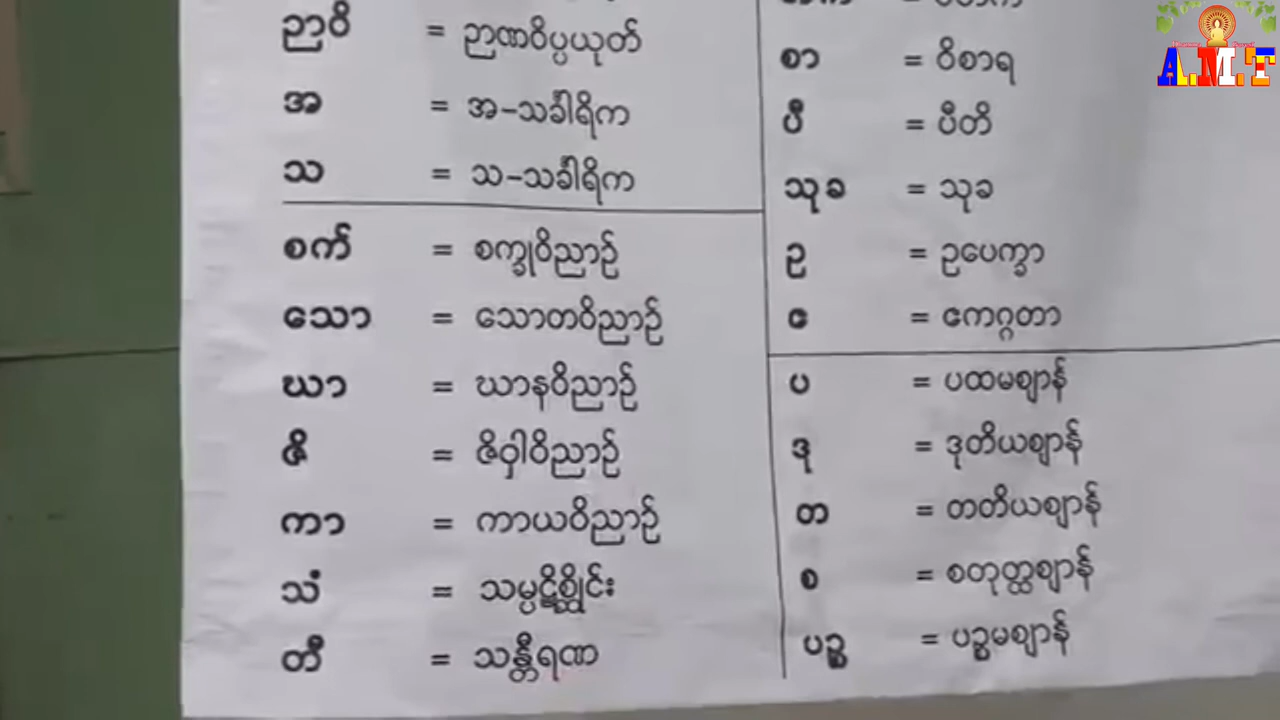 ဉာဝိ = ဉာဏဝိပ္ပယုတ်
အ = အ-သင်္ခါရိက
သ = သ-သင်္ခါရိက
စက် = စက္ခုဝိညာဉ်
သော = သောတဝိညာဉ်
ဃာ = ဃာနဝိညာဉ်
ဇိ = ဇိဝှါဝိညာဉ်
ကာ = ကာယဝိညာဉ်
သံ = သမ္ပဋိစ္ဆိုင်း
တီ = သန္တီရဏ
စာ = ဝိစာရ
ပီ = ပီတိ
သုခ = သုခ
ဥ = ဥပေက္ခာ
ဧ = ဧကဂ္ဂတာ
ပ = ပထမဈာန်
ဒု = ဒုတိယဈာန်
တ = တတိယဈာန်
စ = စတုတ္ထဈာန်
ပဉ္စ = ပဉ္စမဈာန်
A.M.T